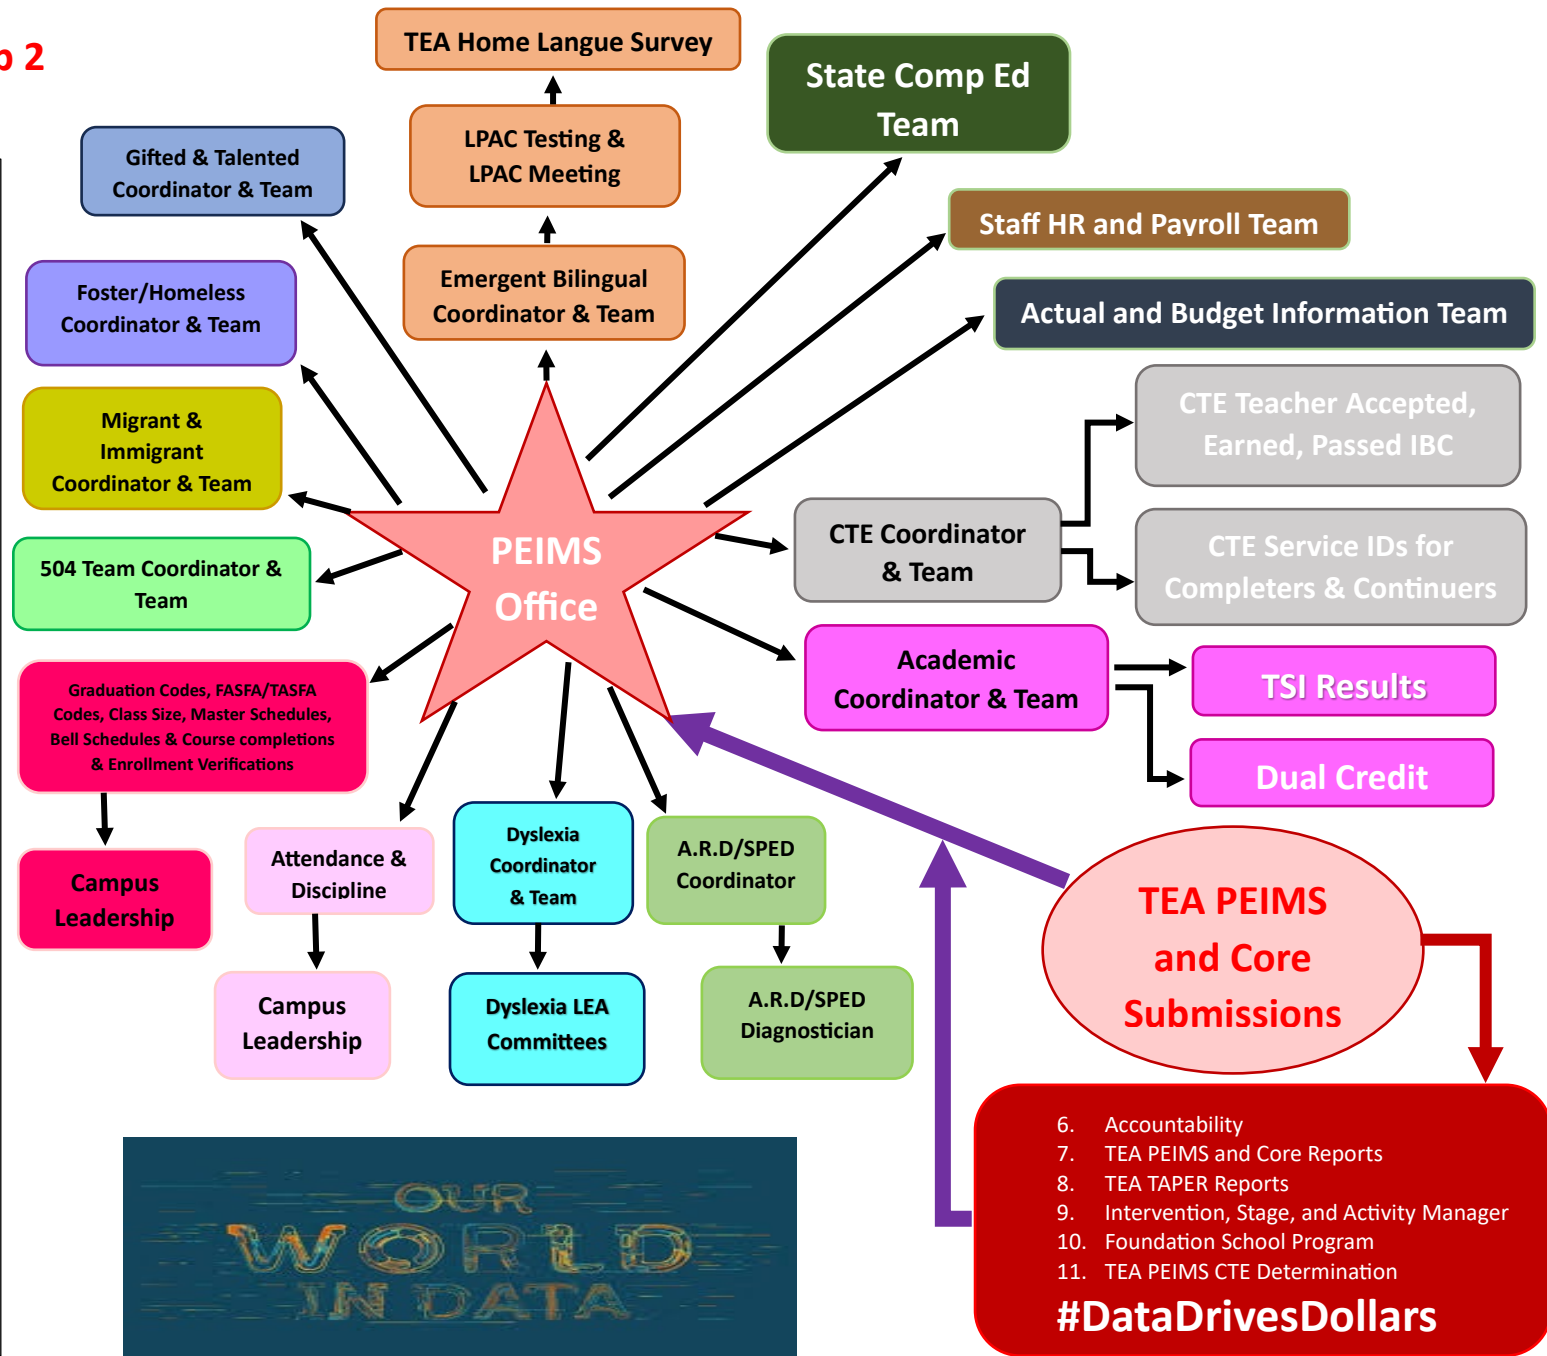 p 2
TEA Home Langue Survey
LPAC Testing &
LPAC Meeting
Emergent Bilingual
Coordinator & Team
State Comp Ed
Team
Gifted & Talented
Coordinator & Team
Staff HR and Payroll Team
Foster/Homeless
Coordinator & Team
Actual and Budget Information Team
Migrant &
Immigrant
Coordinator & Team
CTE Teacher Accepted,
Earned, Passed IBC
504 Team Coordinator &
Team
PEIMS
Office
CTE Coordinator
& Team
CTE Service IDs for
Completers & Continuers
Graduation Codes, FASFA/TASFA
Codes, Class Size, Master Schedules,
Bell Schedules & Course completions
& Enrollment Verifications
Academic
Coordinator & Team
TSI Results
Dual Credit
Campus
Leadership
Attendance &
Discipline
Dyslexia
Coordinator
& Team
A.R.D/SPED
Coordinator
Campus
Leadership
Dyslexia LEA
Committees
A.R.D/SPED
Diagnostician
TEA PEIMS
and Core
Submissions
6. Accountability
7. TEA PEIMS and Core Reports
8. TEA TAPER Reports
9. Intervention, Stage, and Activity Manager
10. Foundation School Program
11. TEA PEIMS CTE Determination
#DataDrivesDollars
OUR
WORLD
IN DATA